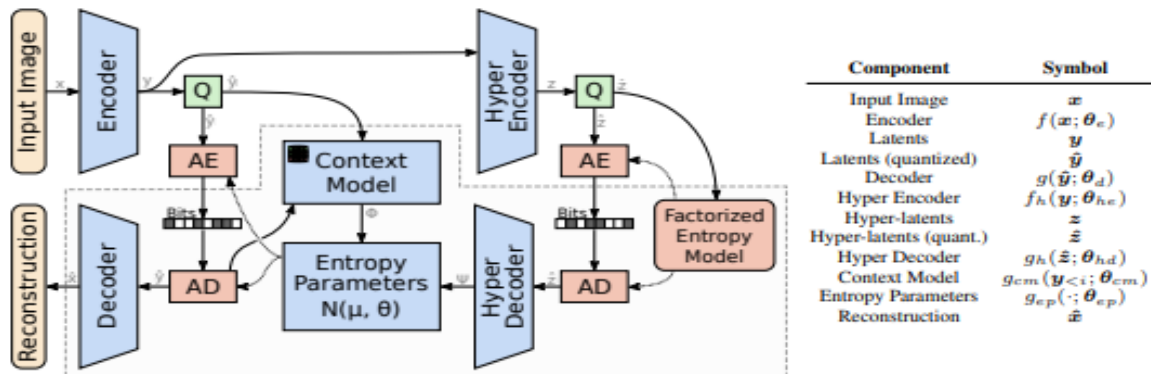 Input Image
x
Encoder
y
Q
ŷ
ŷ
AE
Bits
AD
ŷ
Context
Model
Φ
Entropy
Parameters
N(μ, θ)
Ψ
Hyper
Encoder
z
Q
ẑ
ẑ
AE
Bits
AD
ẑ
Hyper
Decoder
Factorized
Entropy
Model
Decoder
x̂
Reconstruction
Component Symbol
Input Image x
Encoder f(x; θe)
Latents y
Latents (quantized) ŷ
Decoder g(ŷ; θd)
Hyper Encoder fh(y; θhe)
Hyper-latents z
Hyper-latents (quant.) ẑ
Hyper Decoder gh(ẑ; θhd)
Context Model gcm(y<i; θcm)
Entropy Parameters gep(·; θep)
Reconstruction x̂